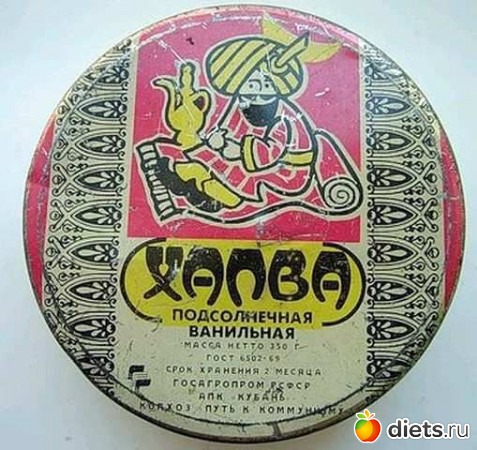 ХАЛВА
ПОДСОЛНЕЧНАЯ
ВАНИЛЬНАЯ
МАССА НЕТТО 350 Г
ГОСТ 6502-69
СРОК ХРАНЕНИЯ 2 МЕСЯЦА
ГОСАГРОПРОМ РСФСР
АПК "КУБАНЬ"
КОЛХОЗ "ПУТЬ К КОММУНИЗМУ"
diets.ru